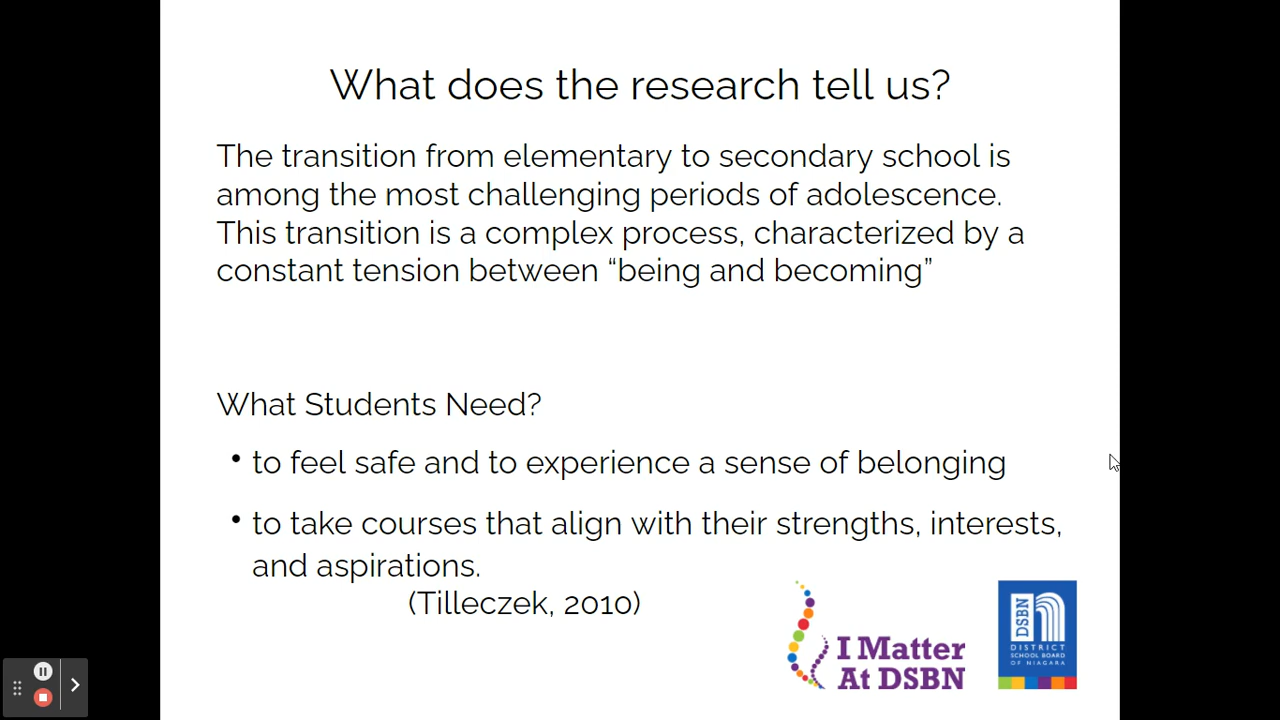 What does the research tell us?
The transition from elementary to secondary school is
among the most challenging periods of adolescence.
This transition is a complex process, characterized by a
constant tension between “being and becoming”
What Students Need?
• to feel safe and to experience a sense of belonging
• to take courses that align with their strengths, interests,
and aspirations.
(Tilleczek, 2010)
I Matter
At DSBN
DSBN
DISTRICT
SCHOOL BOARD
OF NIAGARA